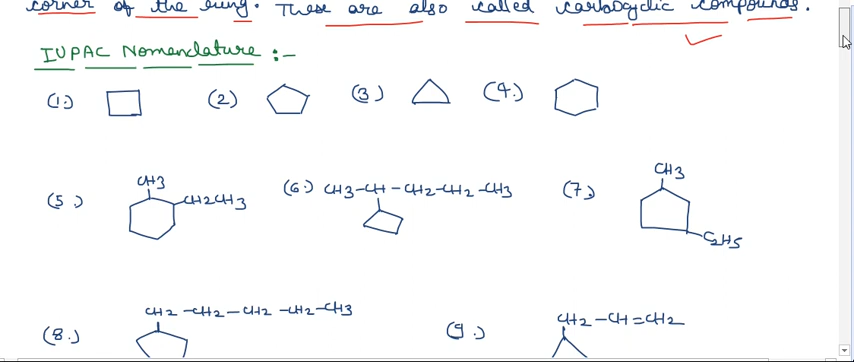 corner of the ring. These are also called carbocyclic compounds.
IUPAC Nomenclature :-
(1.) (2) (3) (4.)
CH3 CH3
(5.) CH2CH3 (6.) CH3-CH-CH2-CH2-CH3 (7.)
C2H5
CH2-CH2-CH2-CH2-CH3 CH2-CH=CH2
(8.) (9.)